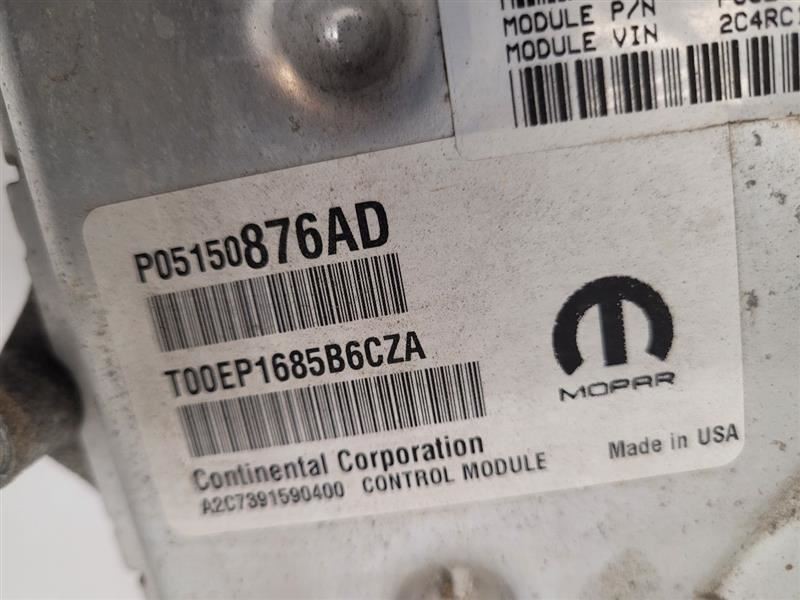 MODULE P/N
MODULE VIN 2C4RC
P05150876AD
T00EP1685B6CZA
MOPAR
Continental Corporation
A2C7391590400 CONTROL MODULE
Made in USA